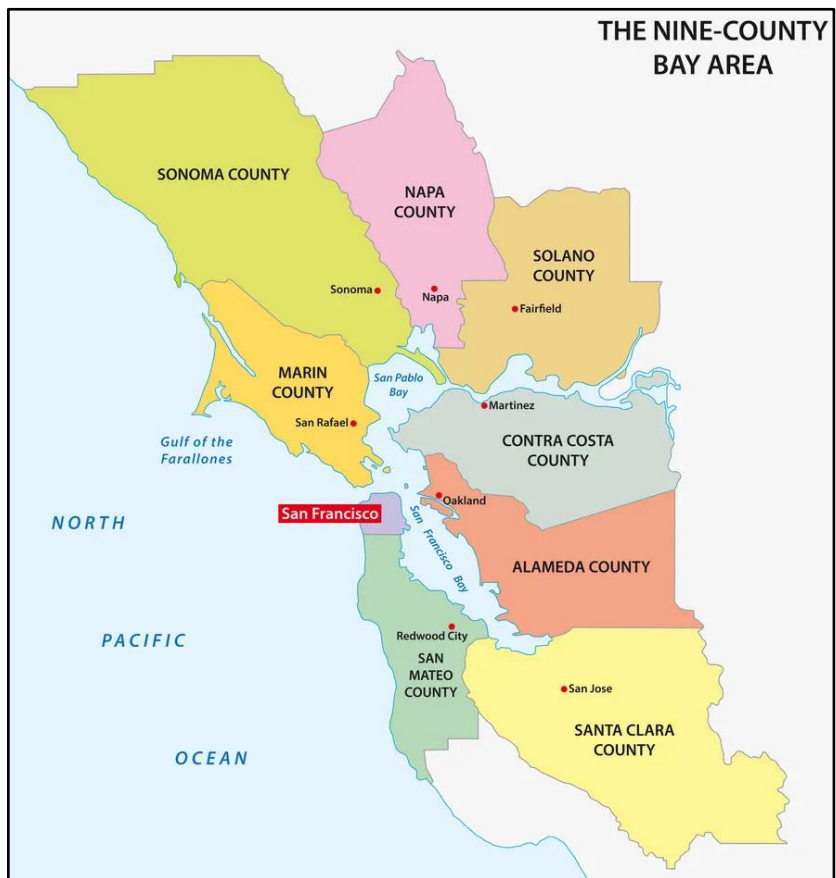 THE NINE-COUNTY
BAY AREA
SONOMA COUNTY
NAPA
COUNTY
SOLANO
COUNTY
Sonoma
Napa
Fairfield
MARIN
COUNTY
San Pablo
Bay
Martinez
San Rafael
CONTRA COSTA
COUNTY
Gulf of the
Farallones
Oakland
San Francisco
NORTH
San Francisco Bay
ALAMEDA COUNTY
PACIFIC
Redwood City
SAN
MATEO
COUNTY
San Jose
SANTA CLARA
COUNTY
OCEAN